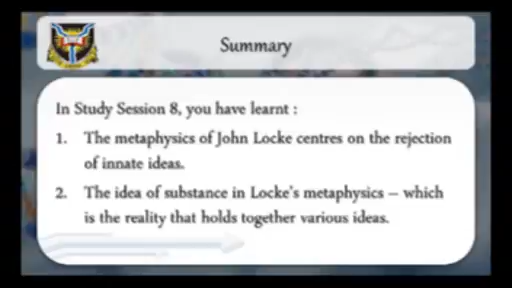 Summary
In Study Session 8, you have learnt :
1. The metaphysics of John Locke centres on the rejection
of innate ideas.
2. The idea of substance in Locke's metaphysics – which
is the reality that holds together various ideas.